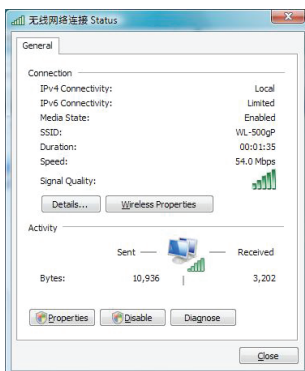 无线网络连接 Status
General
Connection
IPv4 Connectivity: Local
IPv6 Connectivity: Limited
Media State: Enabled
SSID: WL-500gP
Duration: 00:01:35
Speed: 54.0 Mbps
Signal Quality:
Details... Wireless Properties
Activity
Sent — Received
Bytes: 10,936 3,202
Properties Disable Diagnose
Close